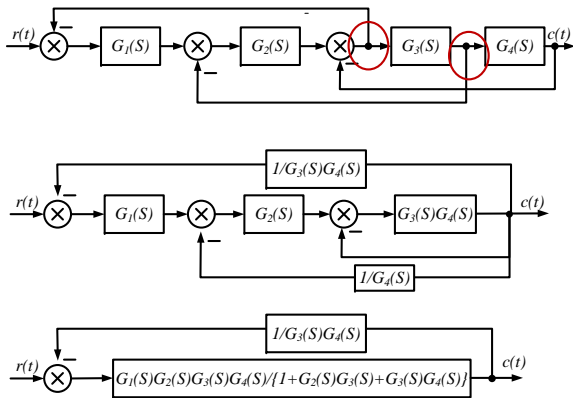 r(t) G₁(S) G₂(S) G₃(S) G₄(S) c(t)
1/G₃(S)G₄(S)
r(t) G₁(S) G₂(S) G₃(S)G₄(S) c(t)
1/G₄(S)
1/G₃(S)G₄(S)
r(t) G₁(S)G₂(S)G₃(S)G₄(S)/{1+G₂(S)G₃(S)+G₃(S)G₄(S)} c(t)